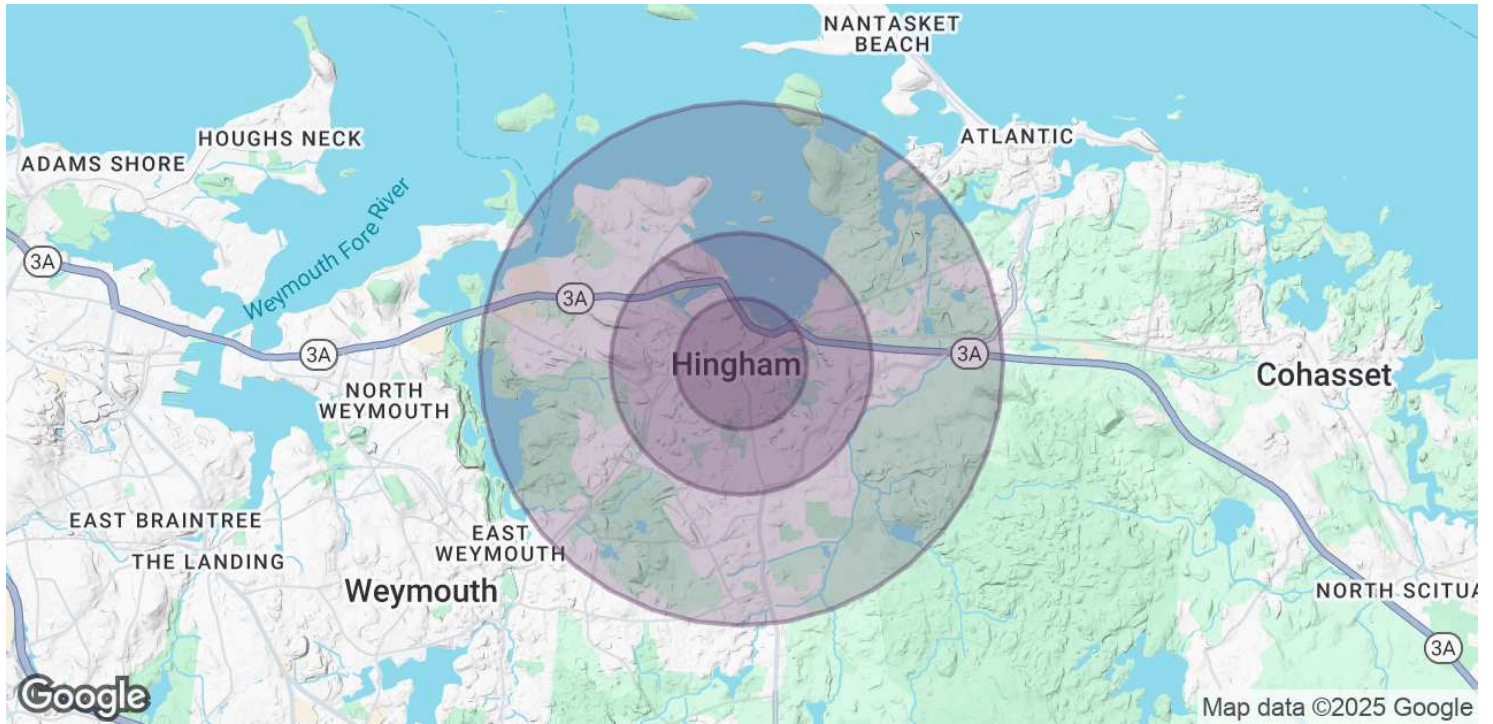 NANTASKET
BEACH
HOUGHS NECK
ATLANTIC
ADAMS SHORE
Weymouth Fore River
3A
3A
3A
3A
Hingham
Cohasset
NORTH
WEYMOUTH
EAST BRAINTREE
EAST
WEYMOUTH
THE LANDING
Weymouth
NORTH SCITUA
3A
Google
Map data ©2025 Google